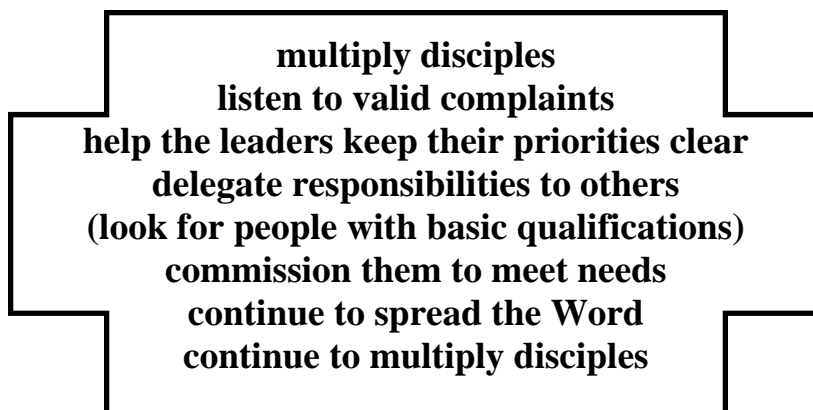 multiply disciples
listen to valid complaints
help the leaders keep their priorities clear
delegate responsibilities to others
(look for people with basic qualifications)
commission them to meet needs
continue to spread the Word
continue to multiply disciples